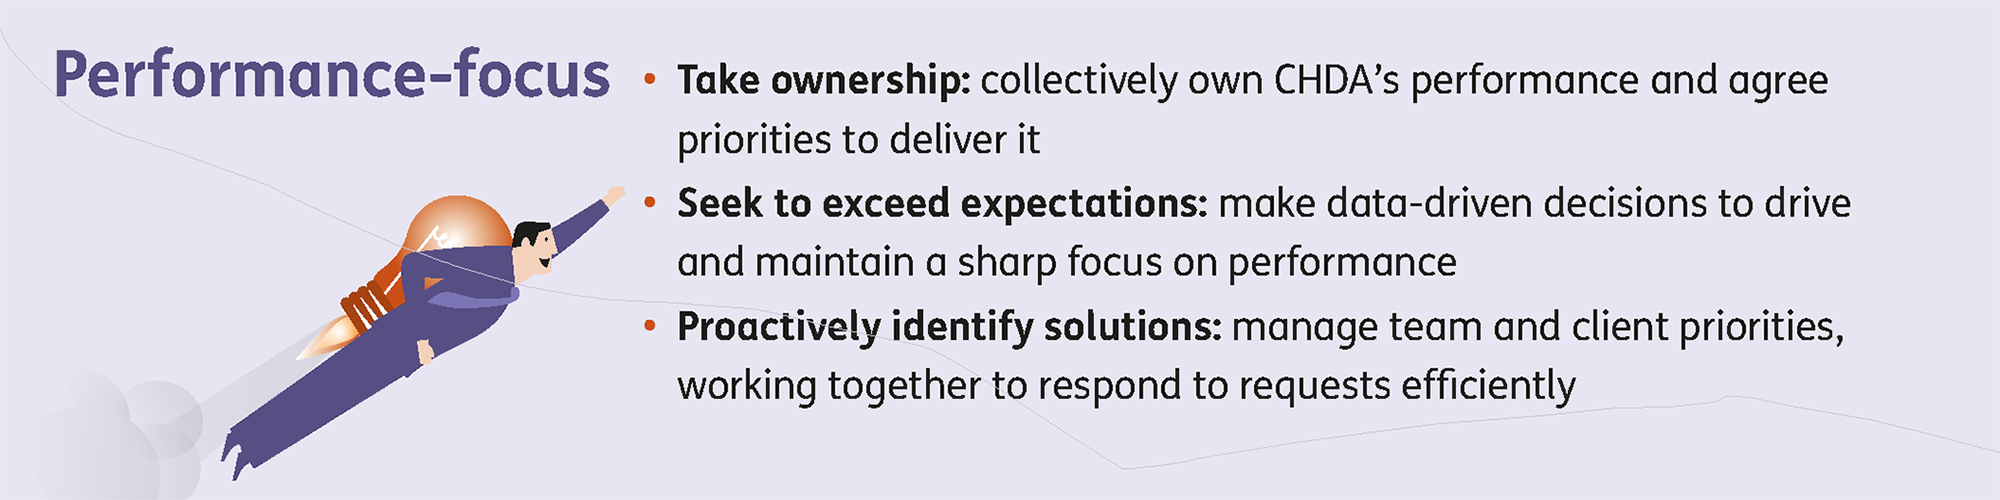 Performance-focus
• Take ownership: collectively own CHDA’s performance and agree
priorities to deliver it
• Seek to exceed expectations: make data-driven decisions to drive
and maintain a sharp focus on performance
• Proactively identify solutions: manage team and client priorities,
working together to respond to requests efficiently